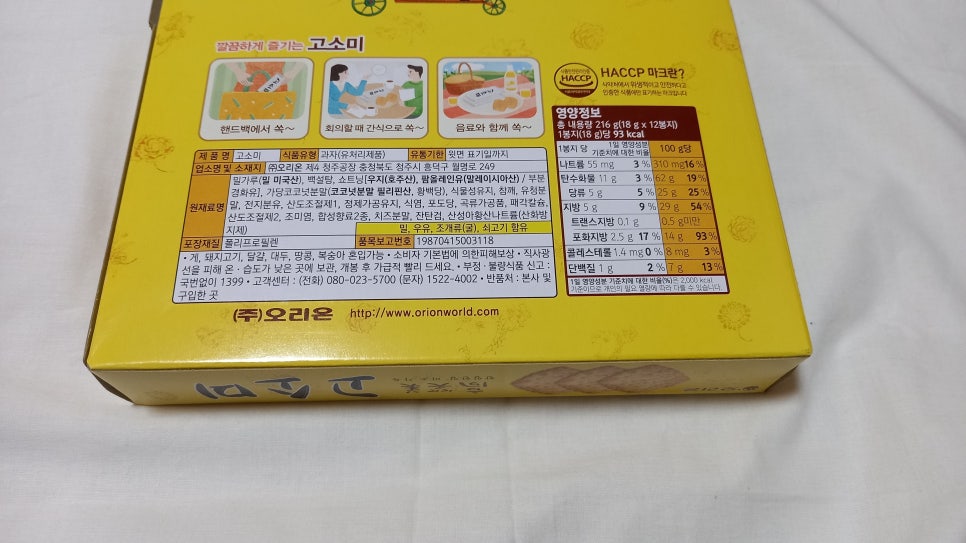 깔끔하게 즐기는 고소미
핸드백에서 쏙~
회의할 때 간식으로 쏙~
음료와 함께 쏙~
HACCP
HACCP 마크란?
제 품 명 고소미 식품유형 과자(유처리제품) 유통기한 윗면 표기일까지
업소명 및 소재지 ㈜오리온 제4 청주공장 충청북도 청주시 흥덕구 월명로 249
원재료명 밀가루(밀 미국산), 백설탕, 쇼트닝[우지(호주산), 팜올레인유(말레이시아산) / 부분
경화유], 가당코코넛분말(코코넛분말 필리핀산, 황백당), 식물성유지, 참깨, 유청분
말, 전지분유, 산도조절제1, 정제가공유지, 식염, 포도당, 곡류가공품, 패각칼슘,
산도조절제2, 조미염, 합성향료2종, 치즈분말, 잔탄검, 산성아황산나트륨(산화방
지제)
밀, 우유, 조개류(굴), 쇠고기 함유
포장재질 폴리프로필렌 품목보고번호 19870415003118
• 게, 돼지고기, 달걀, 대두, 땅콩, 복숭아 혼입가능 • 소비자 기본법에 의한피해보상 • 직사광
선을 피해 온 · 습도가 낮은 곳에 보관, 개봉 후 가급적 빨리 드세요. • 부정 · 불량식품 신고 :
국번없이 1399 • 고객센터 : (전화) 080-023-5700 (문자) 1522-4002 • 반품처 : 본사 및
구입한 곳
영양정보
총 내용량 216 g(18 g x 12봉지)
1봉지(18 g)당 93 kcal
1봉지 당 1일 영양성분 기준치에 대한 비율 100 g당
나트륨 55 mg 3 % 310 mg 16 %
탄수화물 11 g 3 % 62 g 19 %
당류 5 g 5 % 25 g 25 %
지방 5 g 9 % 29 g 54 %
트랜스지방 0.1 g 0.5 g미만
포화지방 2.5 g 17 % 14 g 93 %
콜레스테롤 1.4 mg 0 % 8 mg 3 %
단백질 1 g 2 % 7 g 13 %
1일 영양성분 기준치에 대한 비율(%)은 2,000 kcal
기준이므로 개인의 필요 열량에 따라 다를 수 있습니다.
(주)오리온 http://www.orionworld.com
고소미